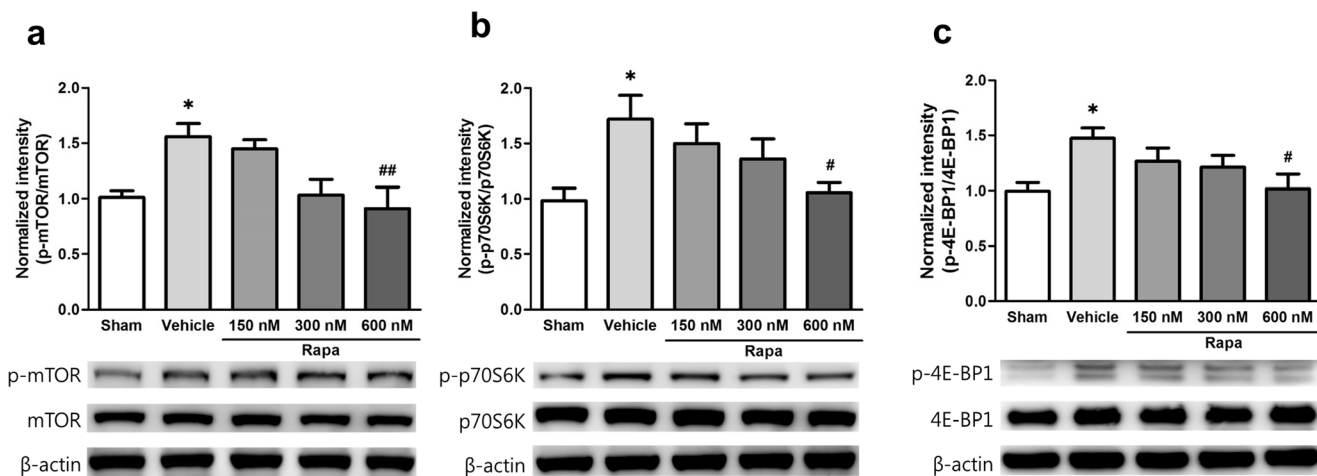 a
Normalized intensity
(p-mTOR/mTOR)
2.0
1.5
1.0
0.5
0.0
*
##
Sham Vehicle 150 nM 300 nM 600 nM
Rapa
p-mTOR
mTOR
β-actin
b
Normalized intensity
(p-p70S6K/p70S6K)
2.0
1.5
1.0
0.5
0.0
*
#
Sham Vehicle 150 nM 300 nM 600 nM
Rapa
p-p70S6K
p70S6K
β-actin
c
Normalized intensity
(p-4E-BP1/4E-BP1)
2.0
1.5
1.0
0.5
0.0
*
#
Sham Vehicle 150 nM 300 nM 600 nM
Rapa
p-4E-BP1
4E-BP1
β-actin